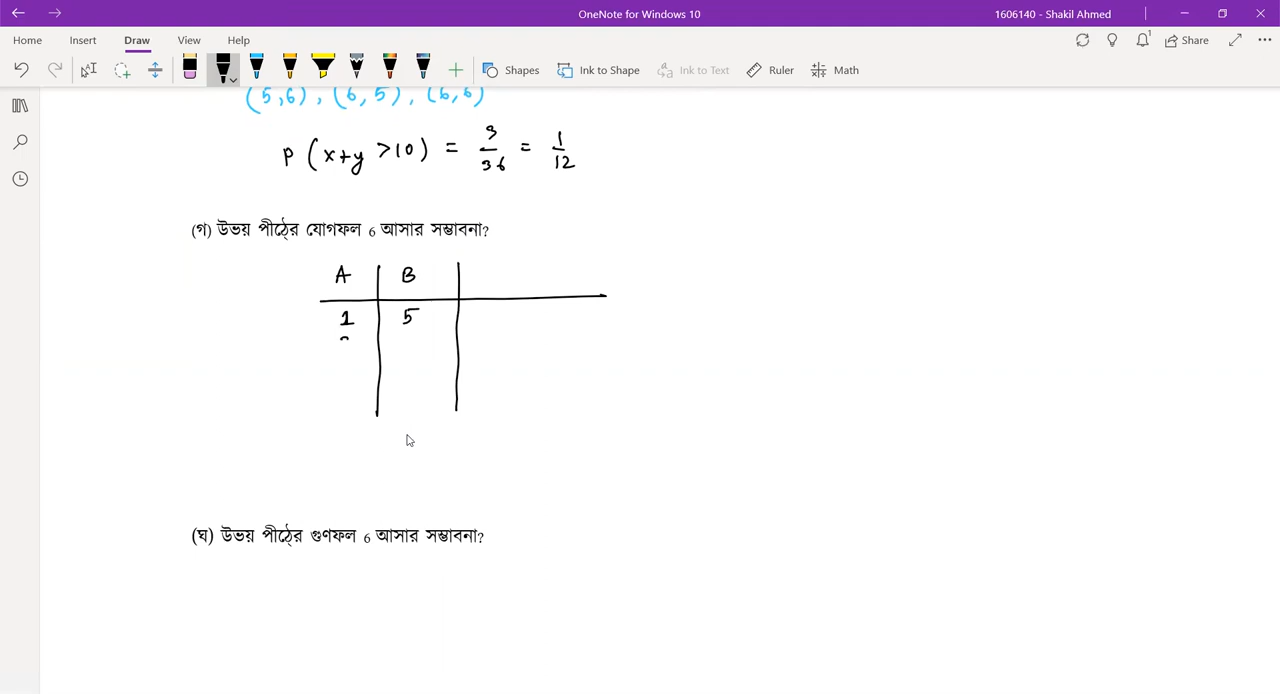 OneNote for Windows 10
1606140 - Shakil Ahmed
Home Insert Draw View Help
Share
Shapes Ink to Shape Ink to Text Ruler Math
(5,6), (6,5), (6,6)
P(x+y >10) = 3/36 = 1/12
(গ) উভয় পীঠের যোগফল 6 আসার সম্ভাবনা?
A B
1 5
(ঘ) উভয় পীঠের গুণফল 6 আসার সম্ভাবনা?